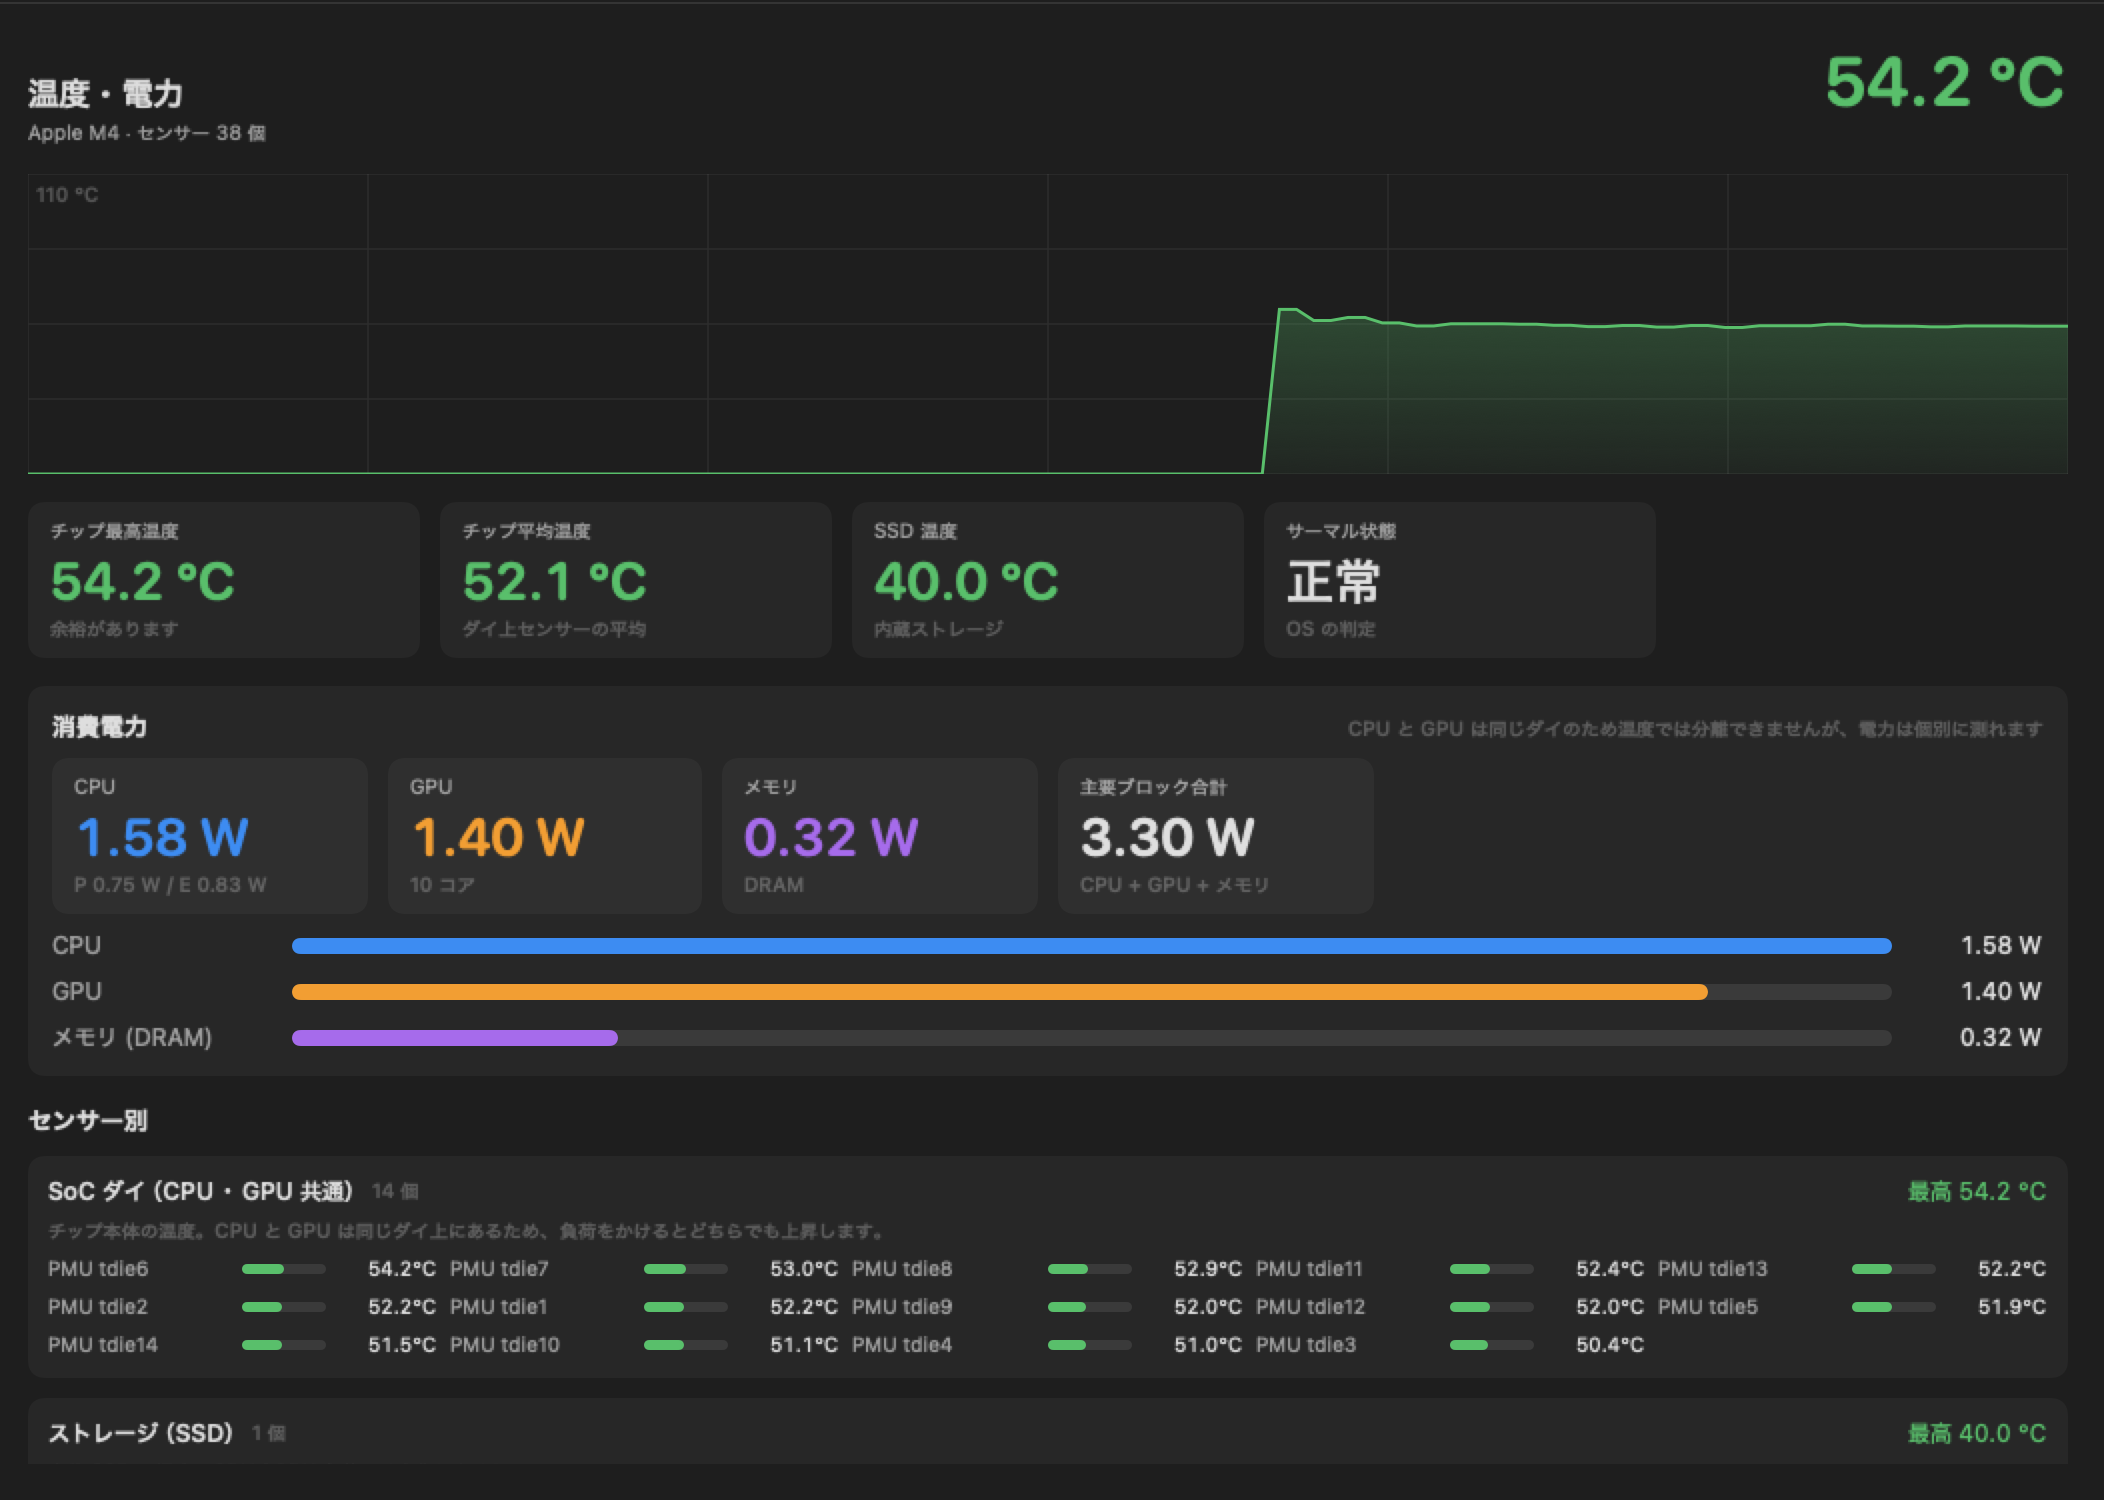 54.2 °C
温度・電力
Apple M4 · センサー 38 個
110 °C
チップ最高温度
54.2 °C
余裕があります
チップ平均温度
52.1 °C
ダイ上センサーの平均
SSD 温度
40.0 °C
内蔵ストレージ
サーマル状態
正常
OS の判定
消費電力
CPU と GPU は同じダイのため温度では分離できませんが、電力は個別に測れます
CPU
1.58 W
P 0.75 W / E 0.83 W
GPU
1.40 W
10 コア
メモリ
0.32 W
DRAM
主要ブロック合計
3.30 W
CPU + GPU + メモリ
CPU 1.58 W
GPU 1.40 W
メモリ (DRAM) 0.32 W
センサー別
SoC ダイ (CPU・GPU 共通) 14 個 最高 54.2 °C
チップ本体の温度。CPU と GPU は同じダイ上にあるため、負荷をかけるとどちらでも上昇します。
PMU tdie6 54.2°C PMU tdie7 53.0°C PMU tdie8 52.9°C PMU tdie11 52.4°C PMU tdie13 52.2°C
PMU tdie2 52.2°C PMU tdie1 52.2°C PMU tdie9 52.0°C PMU tdie12 52.0°C PMU tdie5 51.9°C
PMU tdie14 51.5°C PMU tdie10 51.1°C PMU tdie4 51.0°C PMU tdie3 50.4°C
ストレージ (SSD) 1 個 最高 40.0 °C